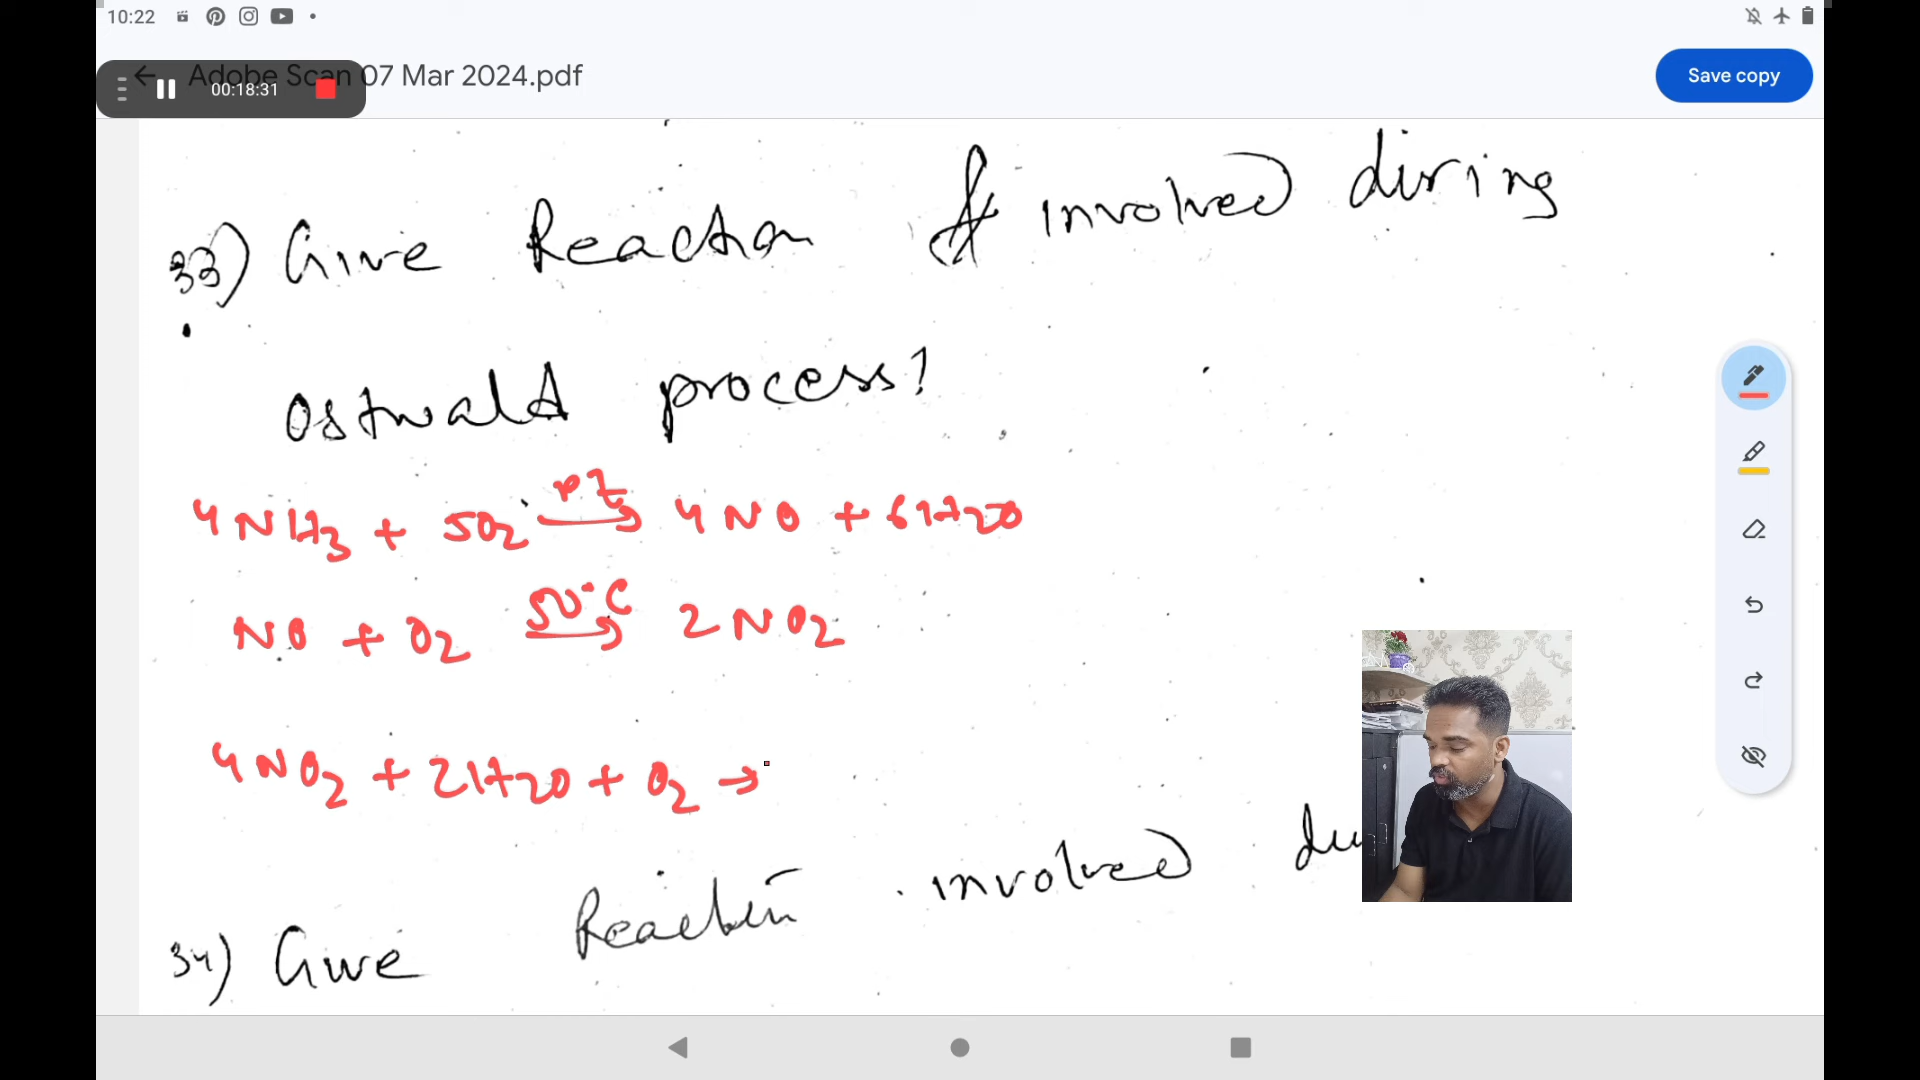 10:22
Adobe Scan 07 Mar 2024.pdf
00:18:31
Save copy
33) Give Reaction involved during
Ostwald process?
4NH3 + 5O2 Pt → 4NO + 6H2O
NO + O2 50°C → 2NO2
4NO2 + 2H2O + O2 →
34) Give Reaction involved du